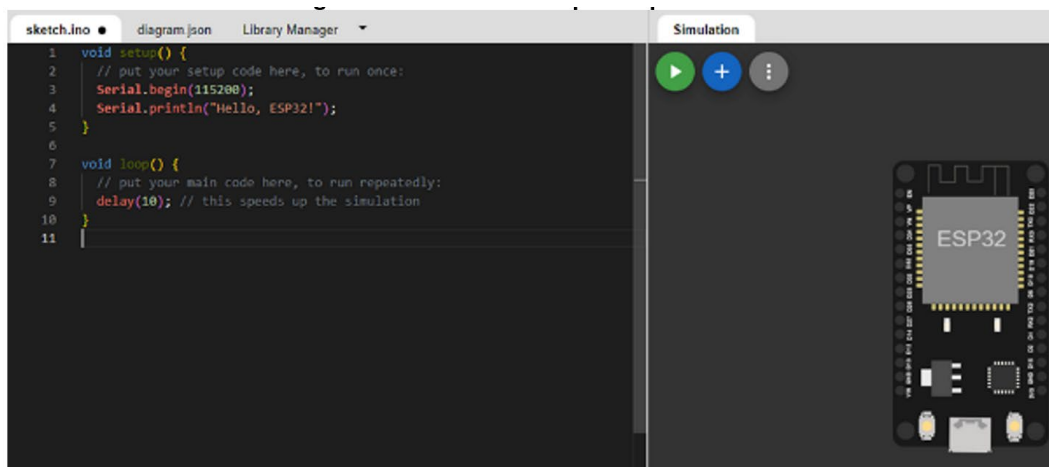 sketch.ino ● diagram.json Library Manager
1 void setup() {
2 // put your setup code here, to run once:
3 Serial.begin(115200);
4 Serial.println("Hello, ESP32!");
5 }
6
7 void loop() {
8 // put your main code here, to run repeatedly:
9 delay(10); // this speeds up the simulation
10 }
11
Simulation
ESP32